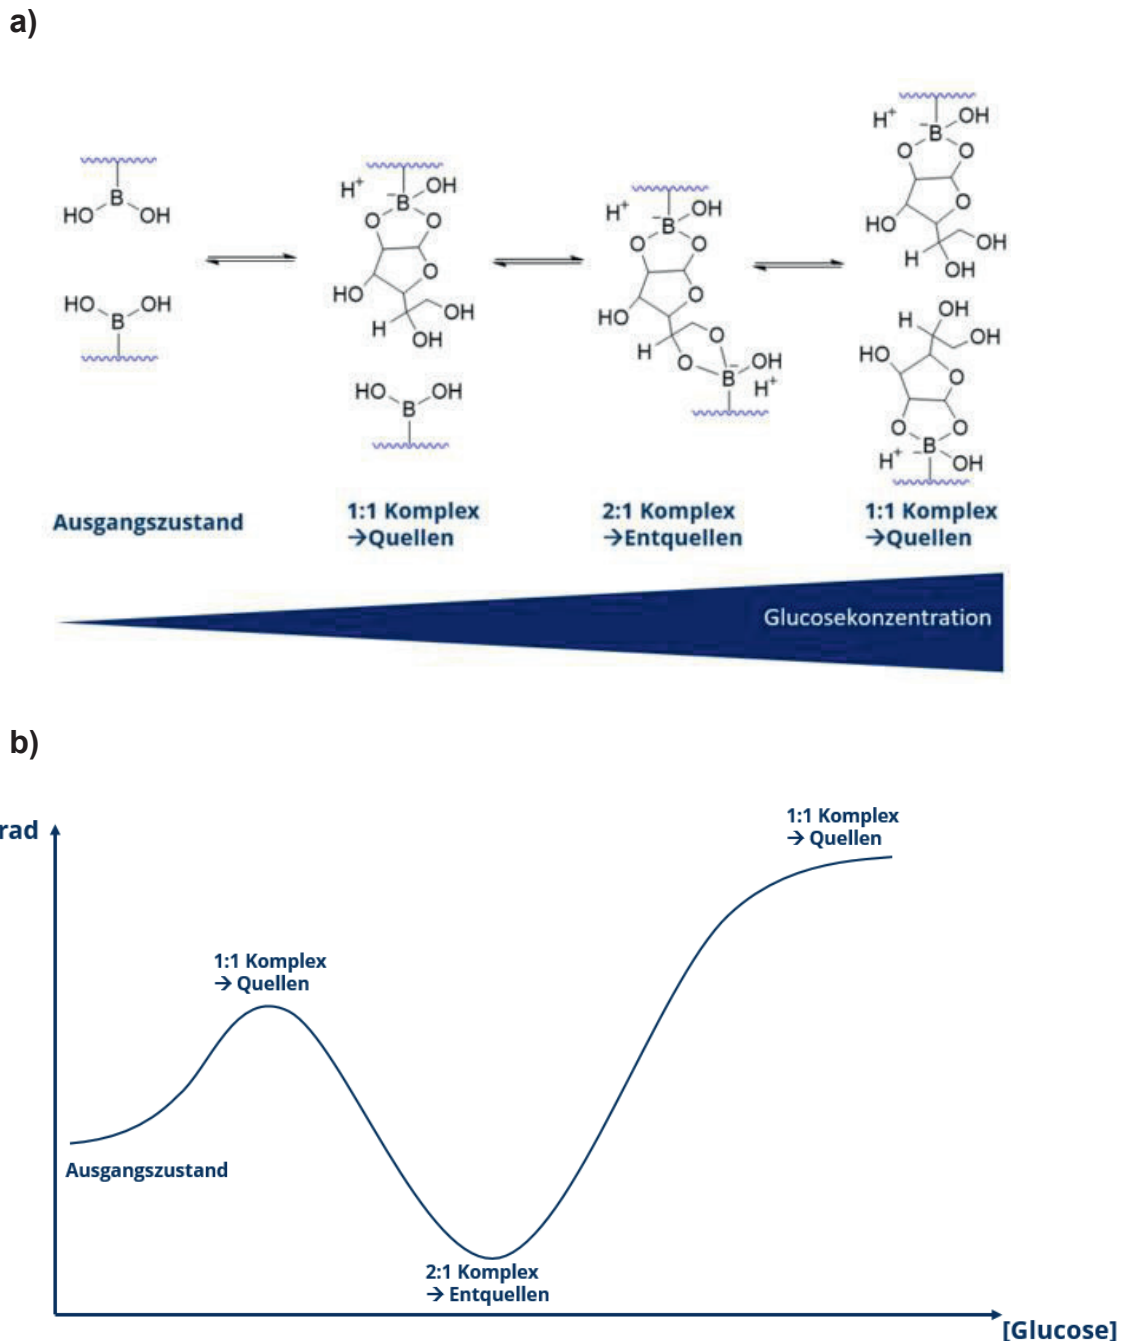 a)
H⁺
B
⁻
OH
O
O
O
HO
H
OH
OH
B
HO
OH
HO
OH
B
H⁺
B
⁻
OH
O
O
O
HO
H
OH
OH
HO
OH
B
H⁺
B
⁻
OH
O
O
O
HO
H
O
O
B
⁻
OH
H⁺
H
OH
OH
HO
O
O
O
H⁺
⁻
B
OH
Ausgangszustand
1:1 Komplex
→Quellen
2:1 Komplex
→Entquellen
1:1 Komplex
→Quellen
Glucosekonzentration
b)
rad
1:1 Komplex
→ Quellen
1:1 Komplex
→ Quellen
Ausgangszustand
2:1 Komplex
→ Entquellen
[Glucose]